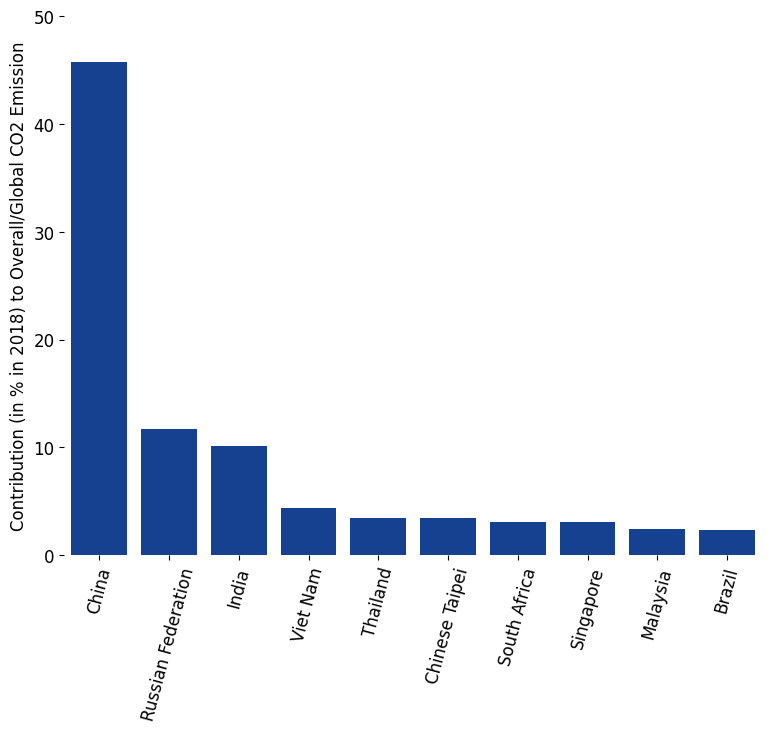 Contribution (in % in 2018) to Overall/Global CO2 Emission
50
40
30
20
10
0
China
Russian Federation
India
Viet Nam
Thailand
Chinese Taipei
South Africa
Singapore
Malaysia
Brazil